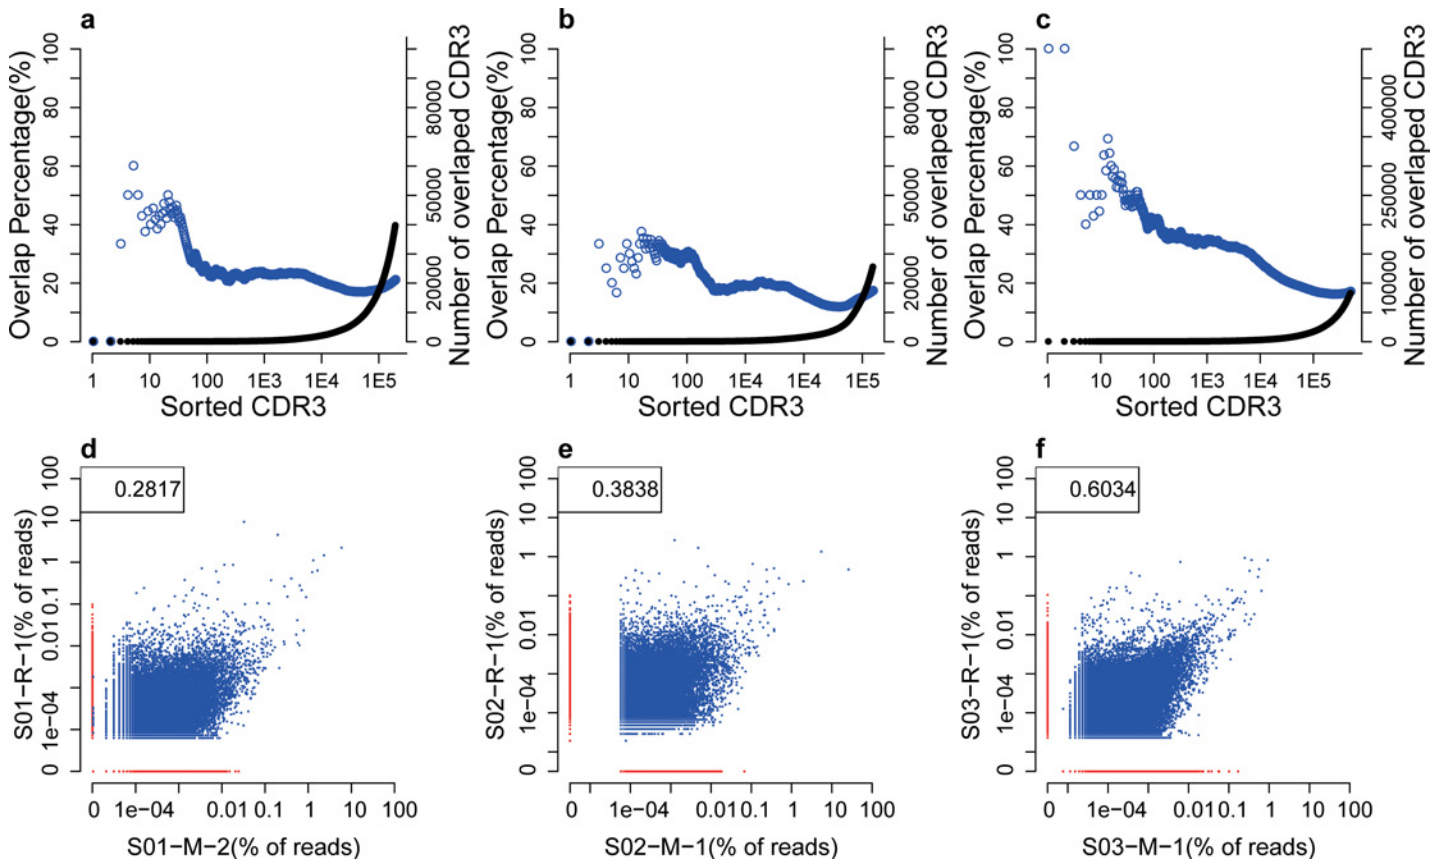 a
Overlap Percentage(%)
0
20
40
60
80
100
Number of overlaped CDR3
0
20000
50000
80000
1
10
100
1E3
1E4
1E5
Sorted CDR3
b
Overlap Percentage(%)
0
20
40
60
80
100
Number of overlaped CDR3
0
20000
50000
80000
1
10
100
1E4
1E4
1E5
Sorted CDR3
c
Overlap Percentage(%)
0
20
40
60
80
100
Number of overlaped CDR3
0
100000
250000
400000
1
10
100
1E3
1E4
1E5
Sorted CDR3
d
0.2817
S01-R-1(% of reads)
0
1e-04
0.01
0.1
1
10
100
0
1e-04
0.01
0.1
1
10
100
S01-M-2(% of reads)
e
0.3838
S02-R-1(% of reads)
0
1e-04
0.01
1
10
100
0
1e-04
0.01
1
100
S02-M-1(% of reads)
f
0.6034
S03-R-1(% of reads)
0
1e-04
0.01
1
10
100
0
1e-04
0.01
1
100
S03-M-1(% of reads)